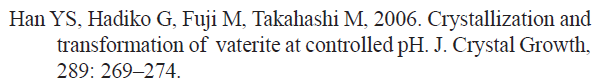 Han YS, Hadiko G, Fuji M, Takahashi M, 2006. Crystallization and
transformation of vaterite at controlled pH. J. Crystal Growth,
289: 269–274.